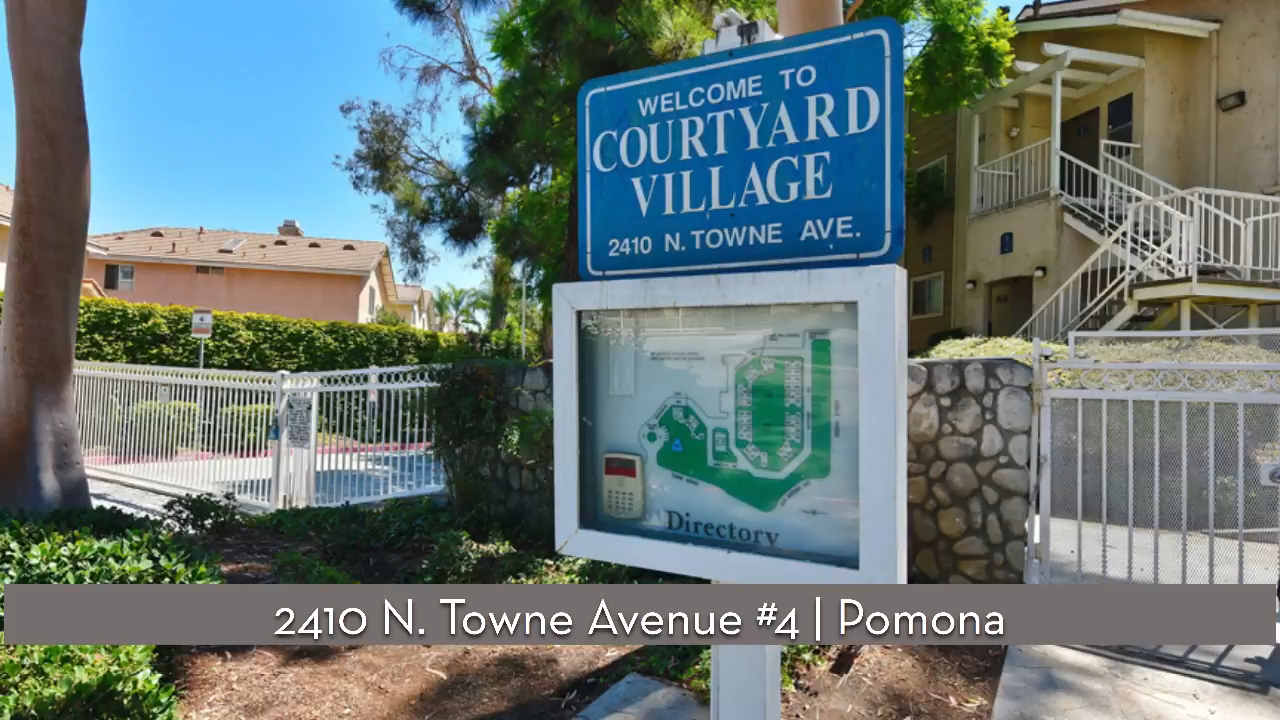 WELCOME TO
COURTYARD
VILLAGE
2410 N. TOWNE AVE.
Directory
2410 N. Towne Avenue #4 | Pomona